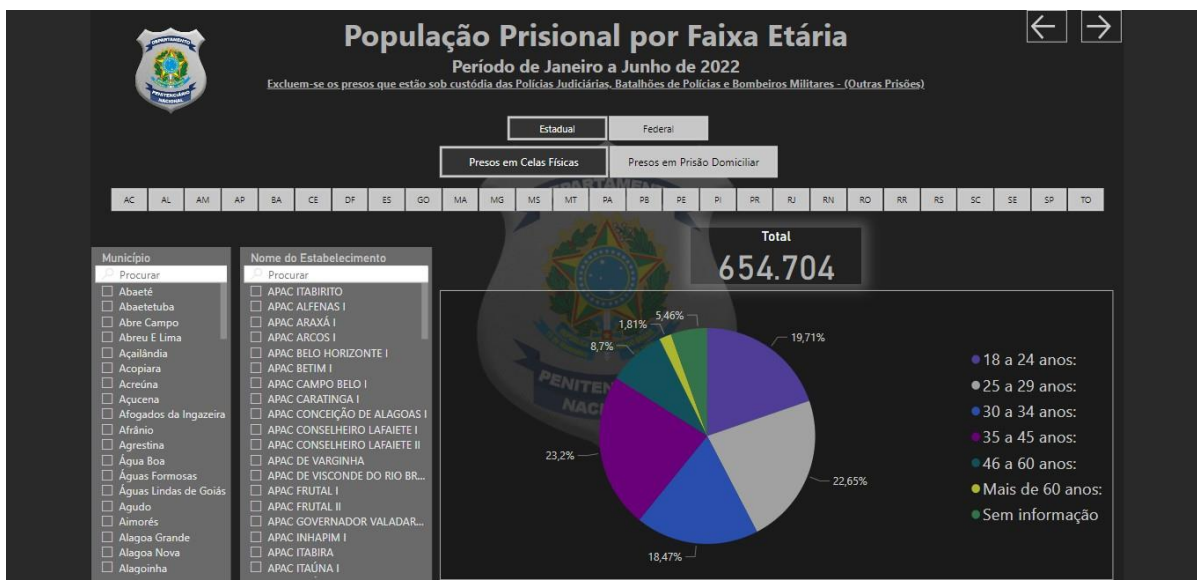 População Prisional por Faixa Etária
Período de Janeiro a Junho de 2022
Excluem-se os presos que estão sob custódia das Polícias Judiciárias, Batalhões de Polícias e Bombeiros Militares - (Outras Prisões)
DEPARTAMENTO
PENITENCIÁRIO
NACIONAL
Estadual Federal
Presos em Celas Físicas Presos em Prisão Domiciliar
AC AL AM AP BA CE DF ES GO MA MG MS MT PA PB PE PI PR RJ RN RO RR RS SC SE SP TO
Total
654.704
Município
Procurar
Abaeté
Abaetetuba
Abre Campo
Abreu E Lima
Açailândia
Acopiara
Acreúna
Açucena
Afogados da Ingazeira
Afrânio
Agrestina
Água Boa
Águas Formosas
Águas Lindas de Goiás
Agudo
Aimorés
Alagoa Grande
Alagoa Nova
Alagoinha
Nome do Estabelecimento
Procurar
APAC ITABIRITO
APAC ALFENAS I
APAC ARAXÁ I
APAC ARCOS I
APAC BELO HORIZONTE I
APAC BETIM I
APAC CAMPO BELO I
APAC CARATINGA I
APAC CONCEIÇÃO DE ALAGOAS I
APAC CONSELHEIRO LAFAIETE I
APAC CONSELHEIRO LAFAIETE II
APAC DE VARGINHA
APAC DE VISCONDE DO RIO BR...
APAC FRUTAL I
APAC FRUTAL II
APAC GOVERNADOR VALADAR...
APAC INHAPIM I
APAC ITABIRA
APAC ITAÚNA I
5,46%
1,81%
8,7%
19,71%
23,2%
22,65%
18,47%
18 a 24 anos:
25 a 29 anos:
30 a 34 anos:
35 a 45 anos:
46 a 60 anos:
Mais de 60 anos:
Sem informação